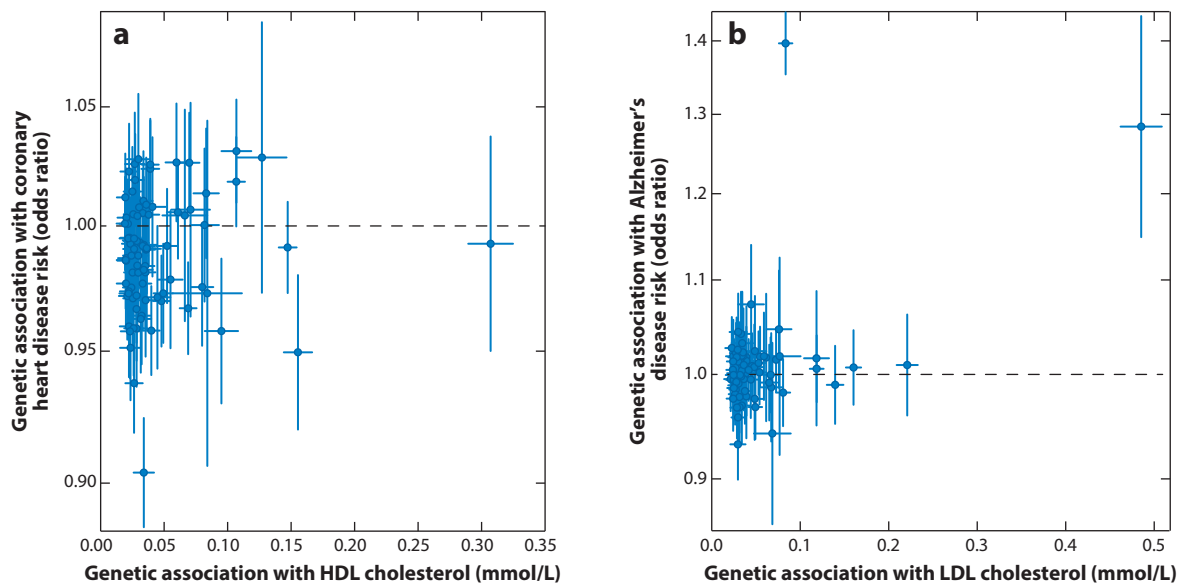 a
Genetic association with coronary
heart disease risk (odds ratio)
1.05
1.00
0.95
0.90
0.00 0.05 0.10 0.15 0.20 0.25 0.30 0.35
Genetic association with HDL cholesterol (mmol/L)
b
Genetic association with Alzheimer's
disease risk (odds ratio)
1.4
1.3
1.2
1.1
1.0
0.9
0.0 0.1 0.2 0.3 0.4 0.5
Genetic association with LDL cholesterol (mmol/L)